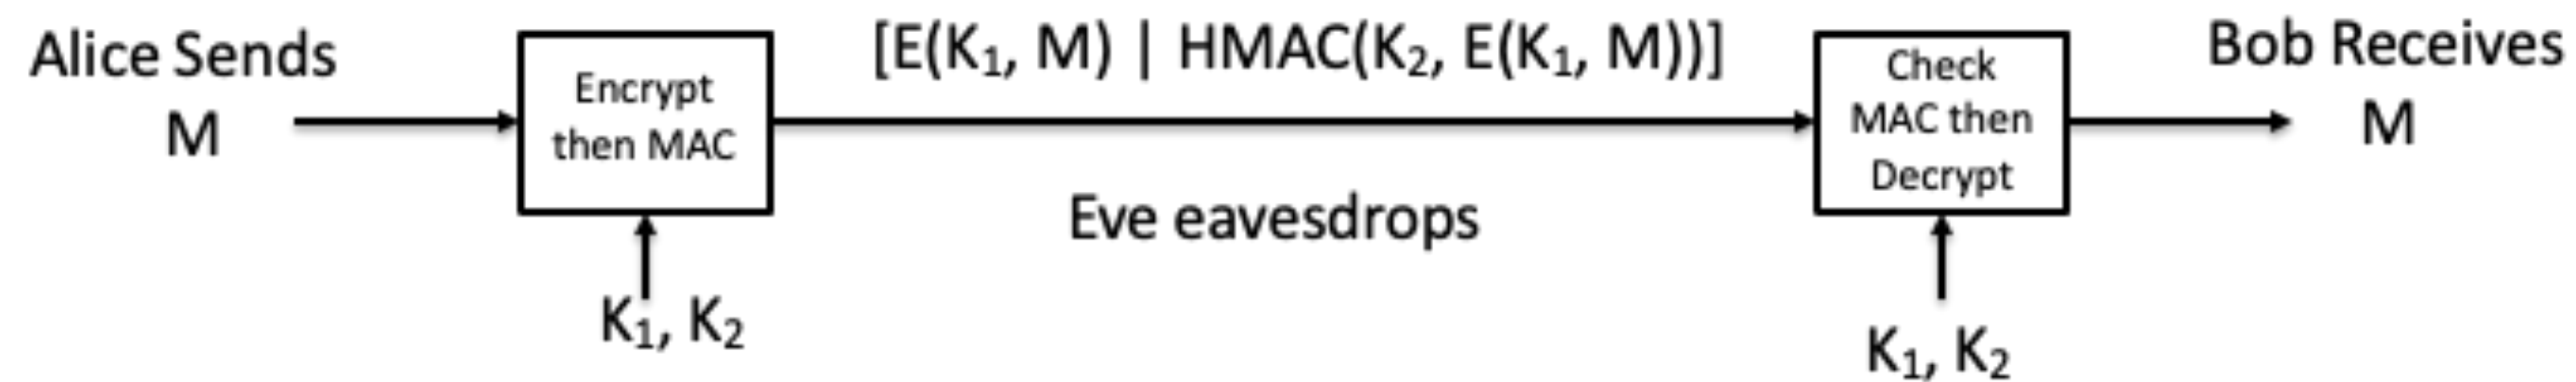 Alice Sends
M
Encrypt
then MAC
K₁, K₂
[E(K₁, M) | HMAC(K₂, E(K₁, M))]
Eve eavesdrops
Check
MAC then
Decrypt
K₁, K₂
Bob Receives
M